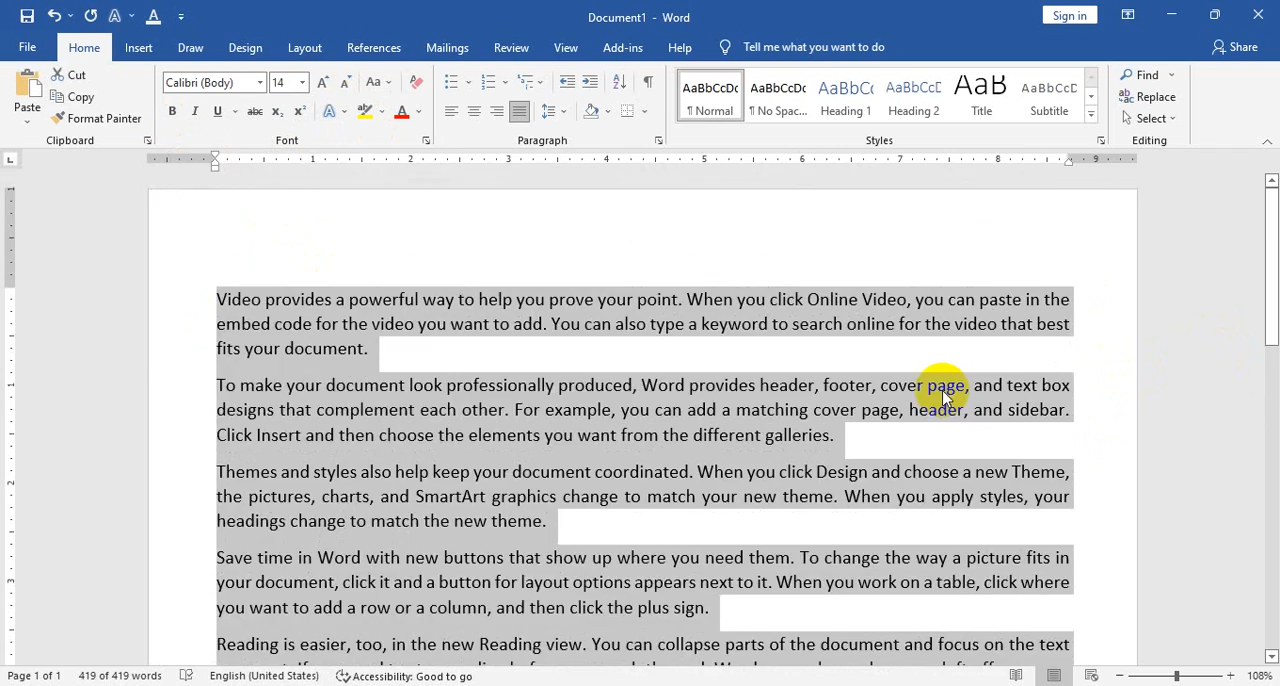 Document1 - Word
Sign in
File Home Insert Draw Design Layout References Mailings Review View Add-ins Help Tell me what you want to do Share
Cut
Copy
Format Painter
Paste
Clipboard
Calibri (Body) 14 Aa
B I U abc x₂ x² A A
Font
Paragraph
AaBbCcDc AaBbCcDc AaBbCc AaBbCcD AaB AaBbCcD
¶ Normal ¶ No Spac... Heading 1 Heading 2 Title Subtitle
Styles
Find
Replace
Select
Editing
1 2 3 4 5 6 7 8 9
Video provides a powerful way to help you prove your point. When you click Online Video, you can paste in the
embed code for the video you want to add. You can also type a keyword to search online for the video that best
fits your document.
To make your document look professionally produced, Word provides header, footer, cover page, and text box
designs that complement each other. For example, you can add a matching cover page, header, and sidebar.
Click Insert and then choose the elements you want from the different galleries.
Themes and styles also help keep your document coordinated. When you click Design and choose a new Theme,
the pictures, charts, and SmartArt graphics change to match your new theme. When you apply styles, your
headings change to match the new theme.
Save time in Word with new buttons that show up where you need them. To change the way a picture fits in
your document, click it and a button for layout options appears next to it. When you work on a table, click where
you want to add a row or a column, and then click the plus sign.
Reading is easier, too, in the new Reading view. You can collapse parts of the document and focus on the text
Page 1 of 1 419 of 419 words English (United States) Accessibility: Good to go 108%